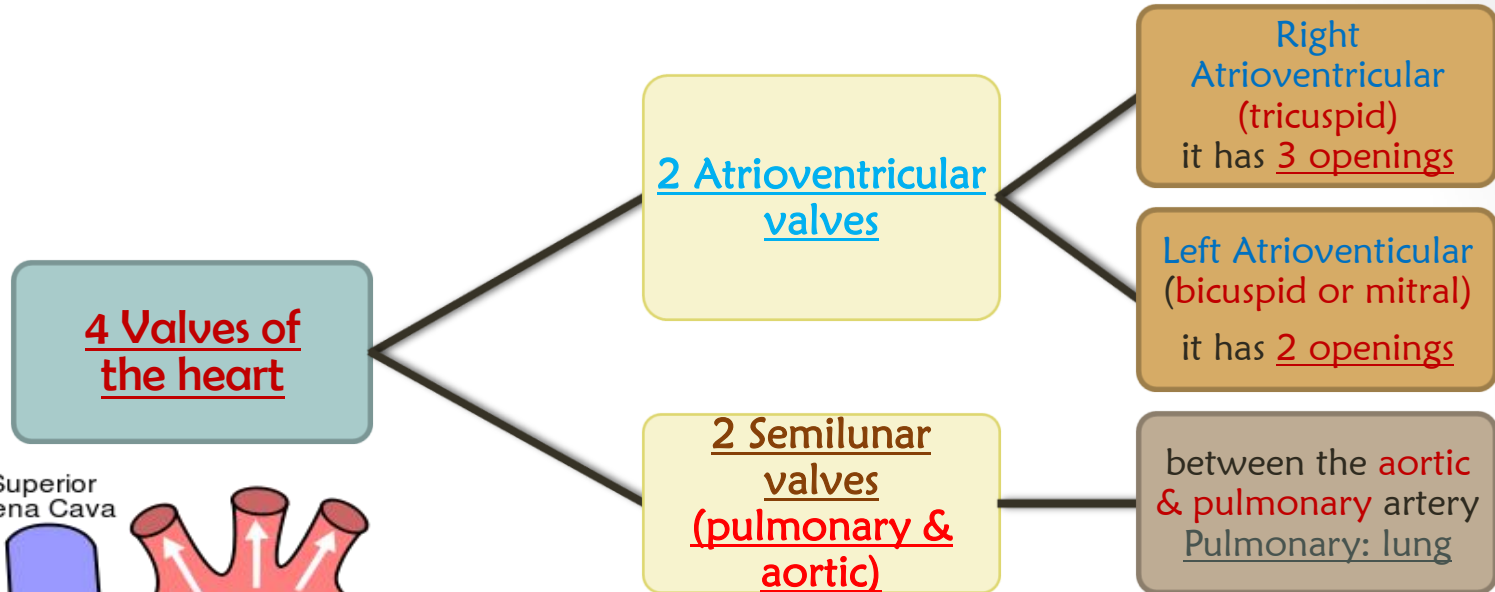 4 Valves of
the heart
2 Atrioventricular
valves
Right
Atrioventricular
(tricuspid)
it has 3 openings
Left Atrioventicular
(bicuspid or mitral)
it has 2 openings
2 Semilunar
valves
(pulmonary &
aortic)
between the aortic
& pulmonary artery
Pulmonary: lung
Superior
ena Cava